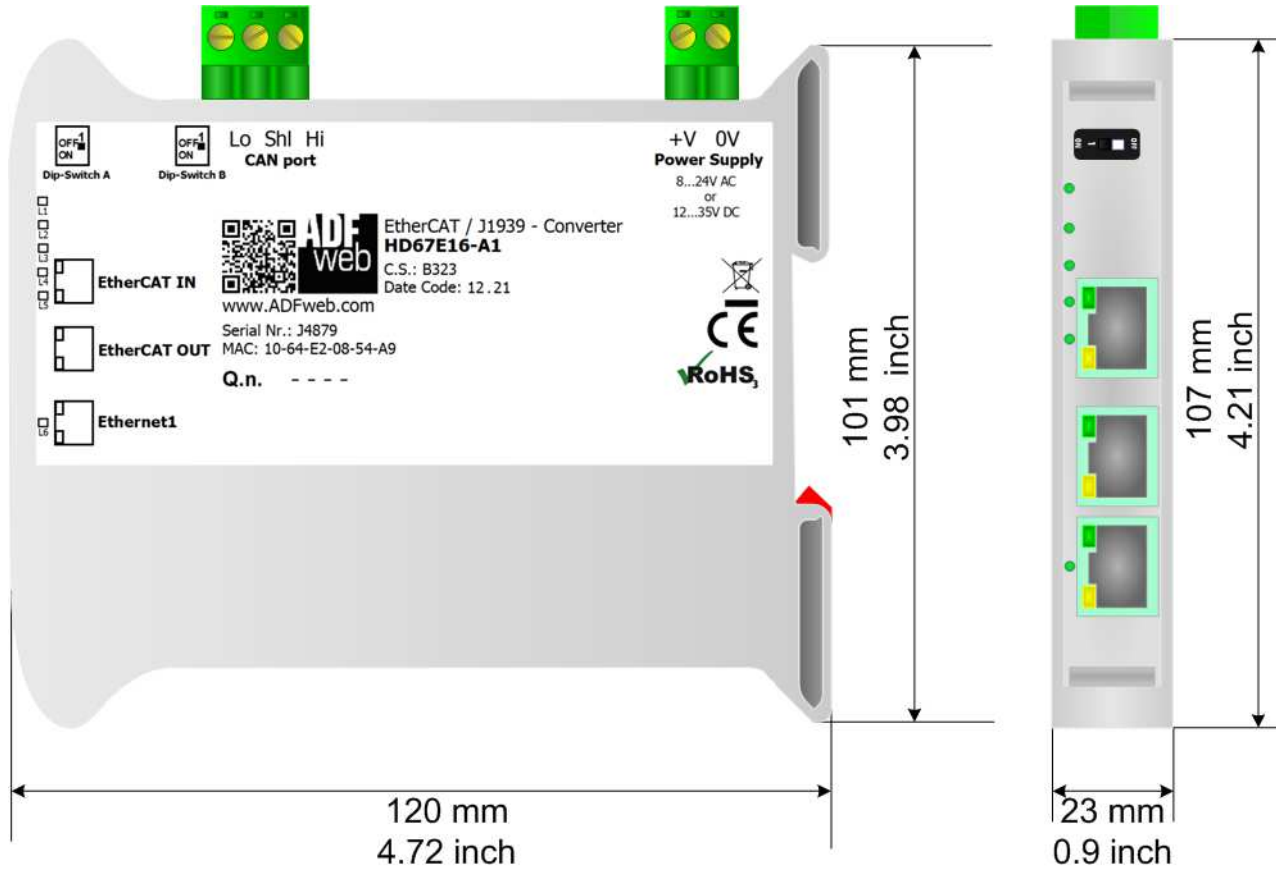 OFF 1
ON
Dip-Switch A
OFF 1
ON
Dip-Switch B
Lo Shl Hi
CAN port
+V 0V
Power Supply
8...24V AC
or
12...35V DC
L1
L2
L3
L4
L5
EtherCAT IN
EtherCAT OUT
L6
Ethernet1
ADF
web
www.ADFweb.com
EtherCAT / J1939 - Converter
HD67E16-A1
C.S.: B323
Date Code: 12.21
Serial Nr.: J4879
MAC: 10-64-E2-08-54-A9
Q.n. - - - -
CE
RoHS3
101 mm
3.98 inch
120 mm
4.72 inch
OFF
1
ON
107 mm
4.21 inch
23 mm
0.9 inch